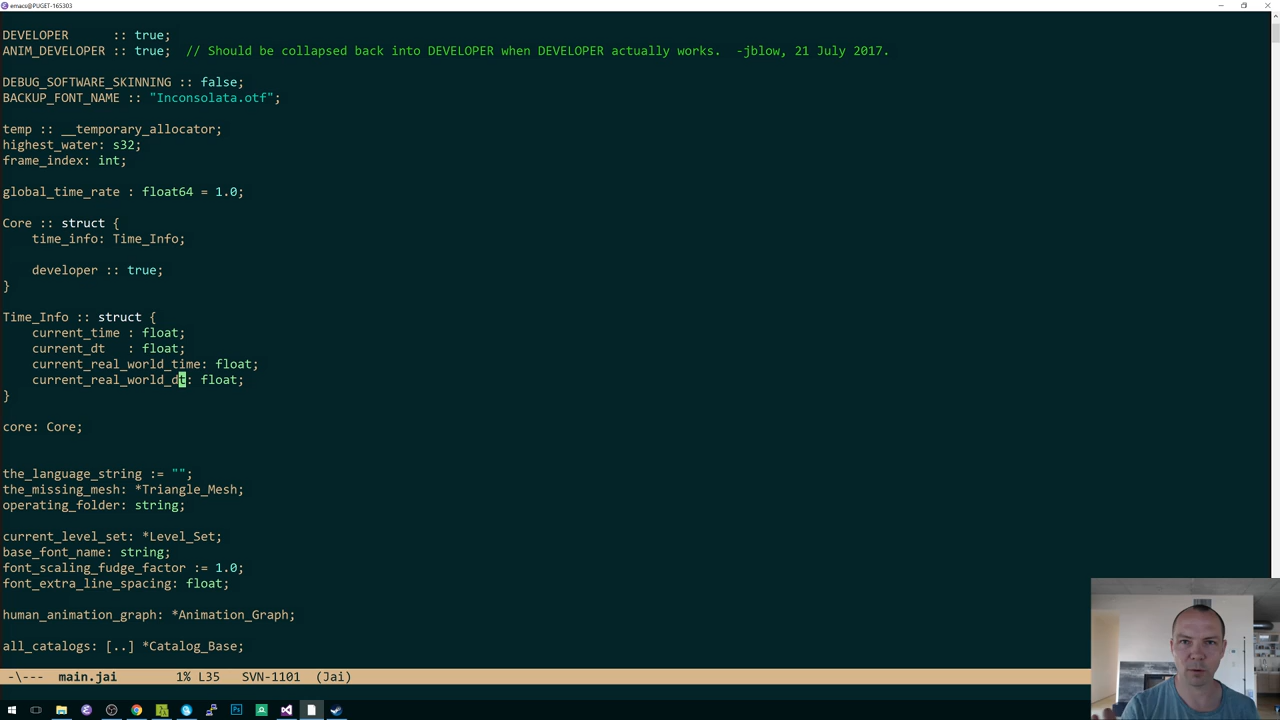 emacs@PUGET-165303
DEVELOPER      :: true;
ANIM_DEVELOPER :: true;  // Should be collapsed back into DEVELOPER when DEVELOPER actually works.  -jblow, 21 July 2017.
DEBUG_SOFTWARE_SKINNING :: false;
BACKUP_FONT_NAME :: "Inconsolata.otf";
temp :: __temporary_allocator;
highest_water: s32;
frame_index: int;
global_time_rate : float64 = 1.0;
Core :: struct {
    time_info: Time_Info;
    developer :: true;
}
Time_Info :: struct {
    current_time : float;
    current_dt   : float;
    current_real_world_time: float;
    current_real_world_dt: float;
}
core: Core;
the_language_string := "";
the_missing_mesh: *Triangle_Mesh;
operating_folder: string;
current_level_set: *Level_Set;
base_font_name: string;
font_scaling_fudge_factor := 1.0;
font_extra_line_spacing: float;
human_animation_graph: *Animation_Graph;
all_catalogs: [..] *Catalog_Base;
-\---  main.jai        1% L35   SVN-1101  (Jai)